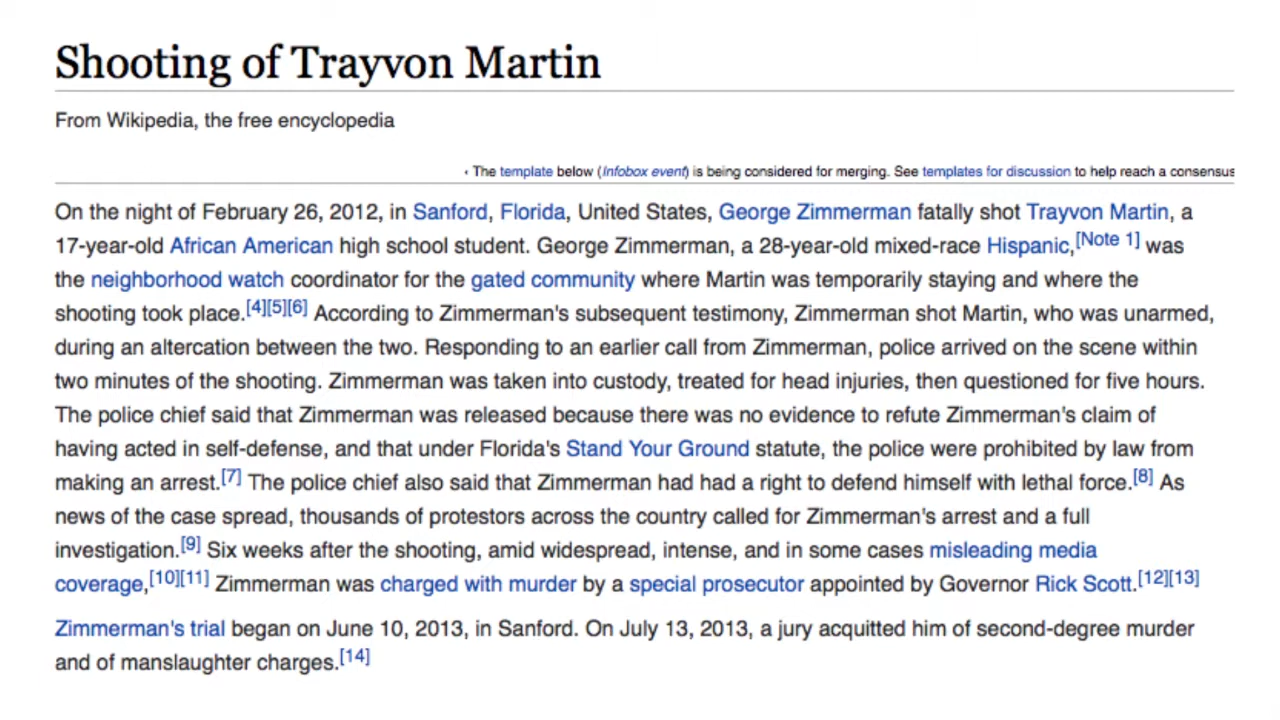 Shooting of Trayvon Martin
From Wikipedia, the free encyclopedia
The template below (Infobox event) is being considered for merging. See templates for discussion to help reach a consensus
On the night of February 26, 2012, in Sanford, Florida, United States, George Zimmerman fatally shot Trayvon Martin, a
17-year-old African American high school student. George Zimmerman, a 28-year-old mixed-race Hispanic,[Note 1] was
the neighborhood watch coordinator for the gated community where Martin was temporarily staying and where the
shooting took place.[4][5][6] According to Zimmerman's subsequent testimony, Zimmerman shot Martin, who was unarmed,
during an altercation between the two. Responding to an earlier call from Zimmerman, police arrived on the scene within
two minutes of the shooting. Zimmerman was taken into custody, treated for head injuries, then questioned for five hours.
The police chief said that Zimmerman was released because there was no evidence to refute Zimmerman's claim of
having acted in self-defense, and that under Florida's Stand Your Ground statute, the police were prohibited by law from
making an arrest.[7] The police chief also said that Zimmerman had had a right to defend himself with lethal force.[8] As
news of the case spread, thousands of protestors across the country called for Zimmerman's arrest and a full
investigation.[9] Six weeks after the shooting, amid widespread, intense, and in some cases misleading media
coverage,[10][11] Zimmerman was charged with murder by a special prosecutor appointed by Governor Rick Scott.[12][13]
Zimmerman's trial began on June 10, 2013, in Sanford. On July 13, 2013, a jury acquitted him of second-degree murder
and of manslaughter charges.[14]